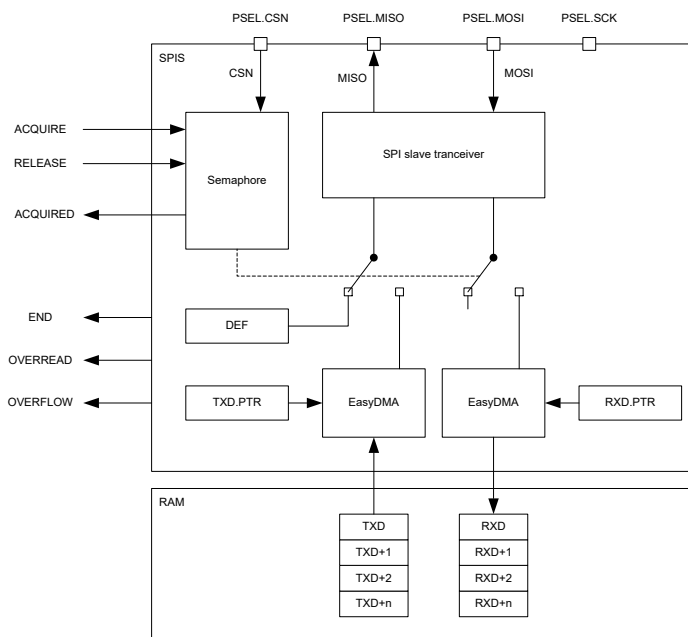 PSEL.CSN PSEL.MISO PSEL.MOSI PSEL.SCK
SPIS
CSN
MISO
MOSI
ACQUIRE
RELEASE
ACQUIRED
Semaphore
SPI slave tranceiver
END
OVERREAD
OVERFLOW
DEF
TXD.PTR
EasyDMA
EasyDMA
RXD.PTR
RAM
TXD
TXD+1
TXD+2
TXD+n
RXD
RXD+1
RXD+2
RXD+n